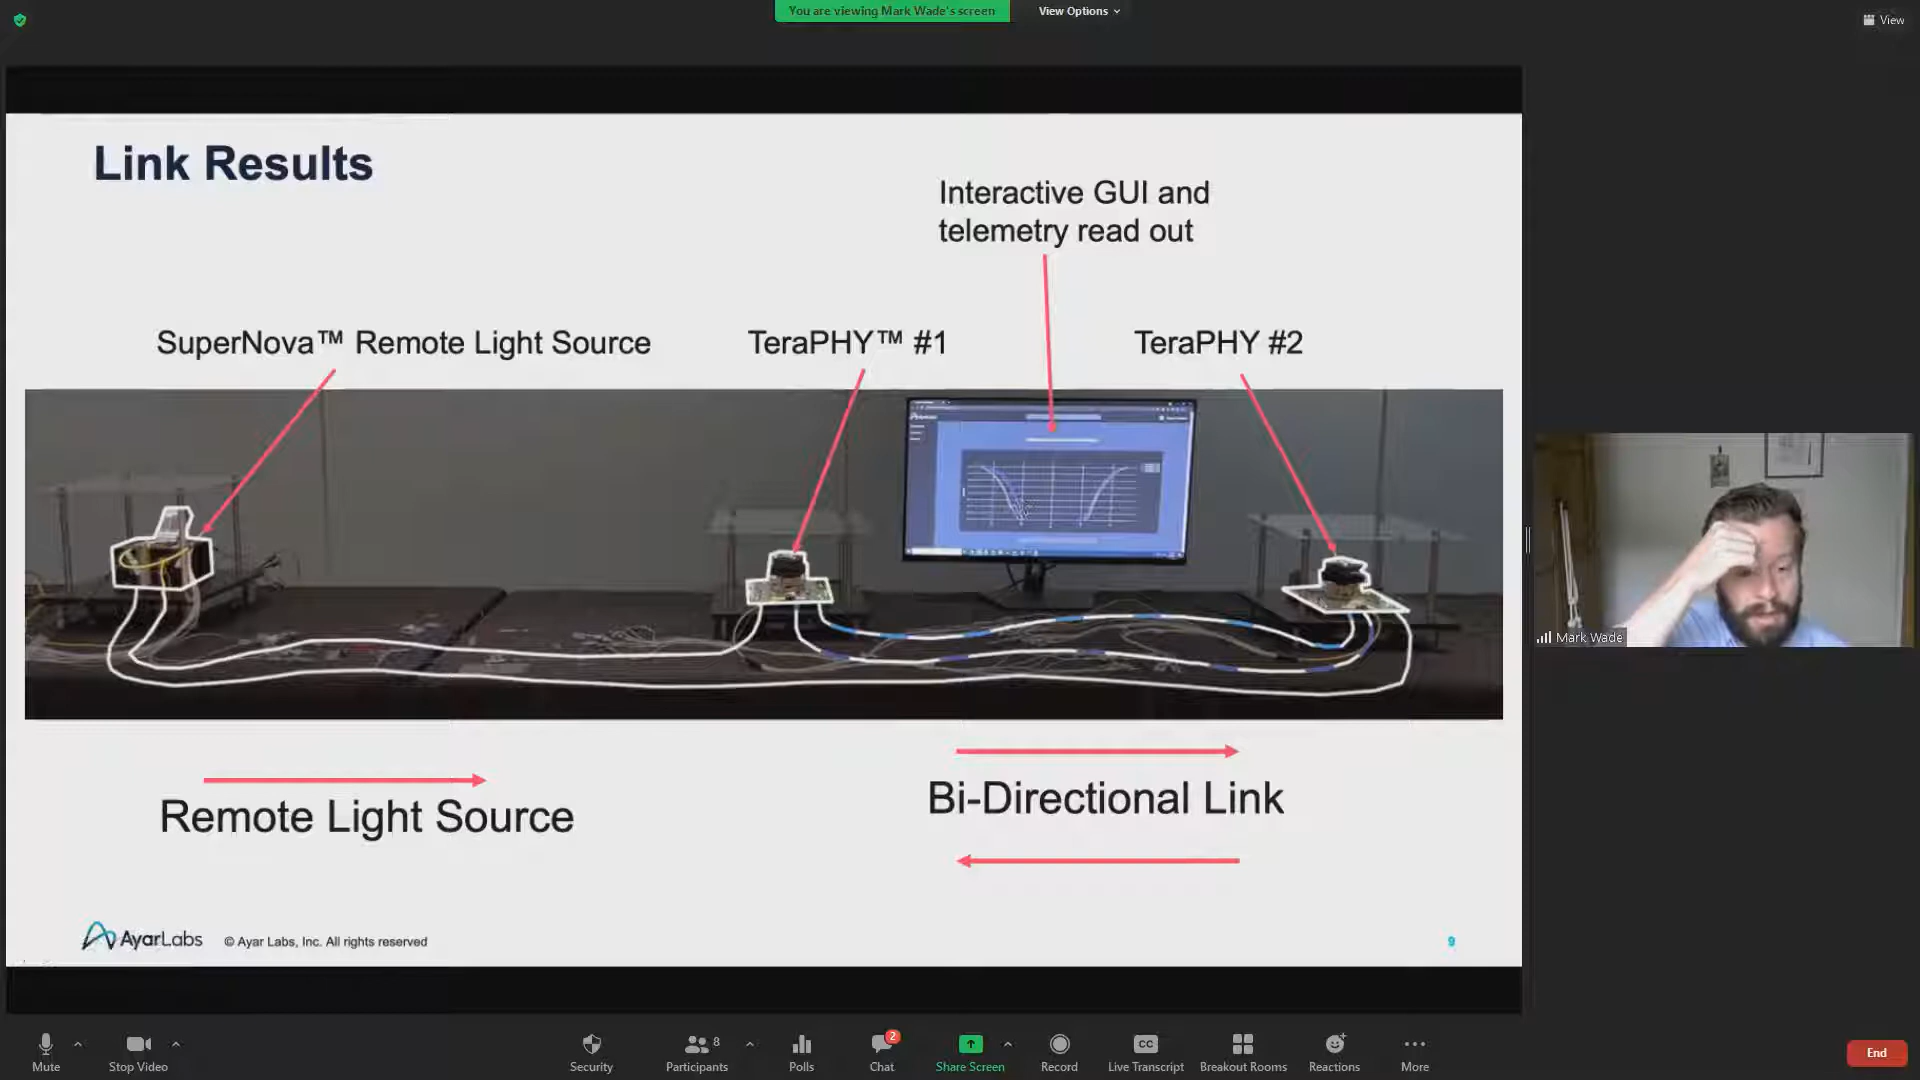 You are viewing Mark Wade's screen
View Options
View
Link Results
Interactive GUI and
telemetry read out
SuperNova™ Remote Light Source
TeraPHY™ #1
TeraPHY #2
Mark Wade
Remote Light Source
Bi-Directional Link
AyarLabs
© Ayar Labs, Inc. All rights reserved
9
Mute
Stop Video
Security
8
Participants
Polls
2
Chat
Share Screen
Record
CC
Live Transcript
Breakout Rooms
Reactions
More
End